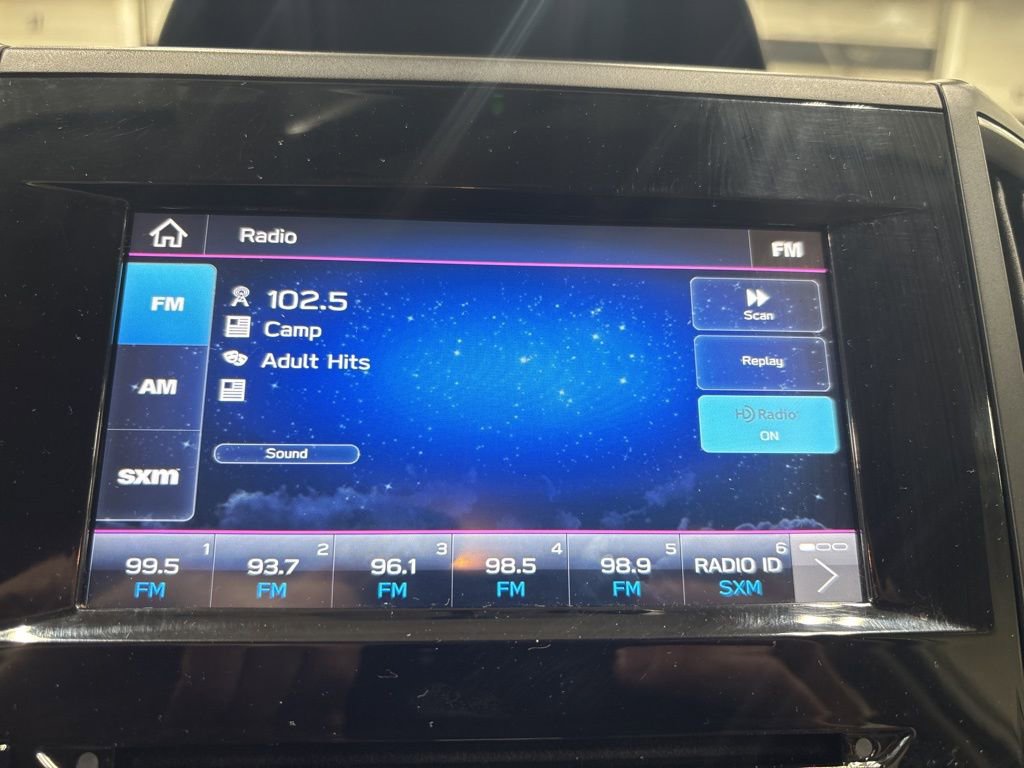 Radio
FM
FM
102.5
Camp
Adult Hits
AM
sxm
Sound
Scan
Replay
HD Radio
ON
1
99.5
FM
2
93.7
FM
3
96.1
FM
4
98.5
FM
5
98.9
FM
6
RADIO ID
SXM